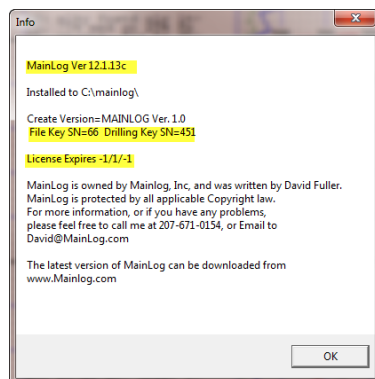 Info
MainLog Ver 12.1.13c
Installed to C:\mainlog\
Create Version=MAINLOG Ver. 1.0
File Key SN=66 Drilling Key SN=451
License Expires -1/1/-1
MainLog is owned by Mainlog, Inc, and was written by David Fuller.
MainLog is protected by all applicable Copyright law.
For more information, or if you have any problems,
please feel free to call me at 207-671-0154, or Email to
David@MainLog.com
The latest version of MainLog can be downloaded from
www.Mainlog.com
OK